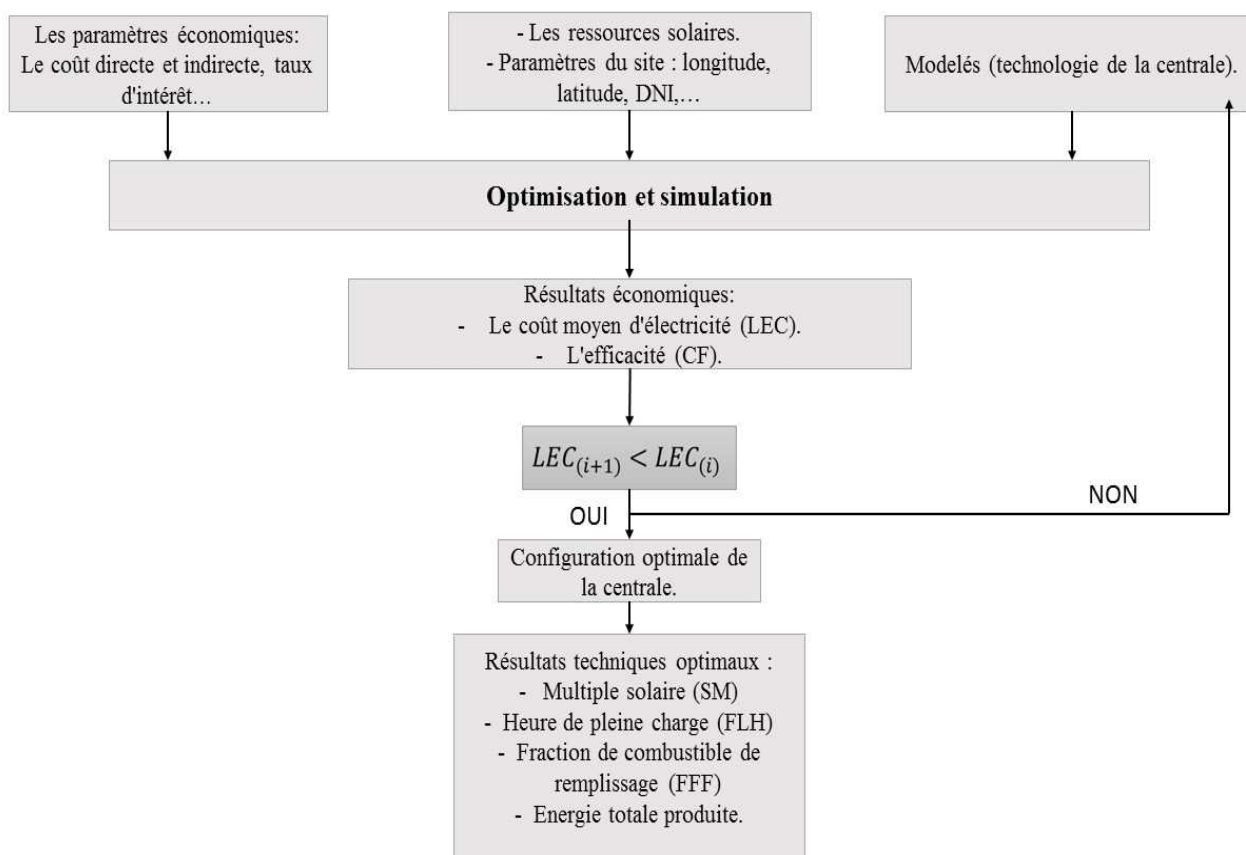 Les paramètres économiques:
Le coût directe et indirecte, taux
d'intérêt…
- Les ressources solaires.
- Paramètres du site : longitude,
latitude, DNI,…
Modelés (technologie de la centrale).
Optimisation et simulation
Résultats économiques:
- Le coût moyen d'électricité (LEC).
- L'efficacité (CF).
LEC(i+1) < LEC(i)
NON
OUI
Configuration optimale de
la centrale.
Résultats techniques optimaux :
- Multiple solaire (SM)
- Heure de pleine charge (FLH)
- Fraction de combustible de
remplissage (FFF)
- Energie totale produite.